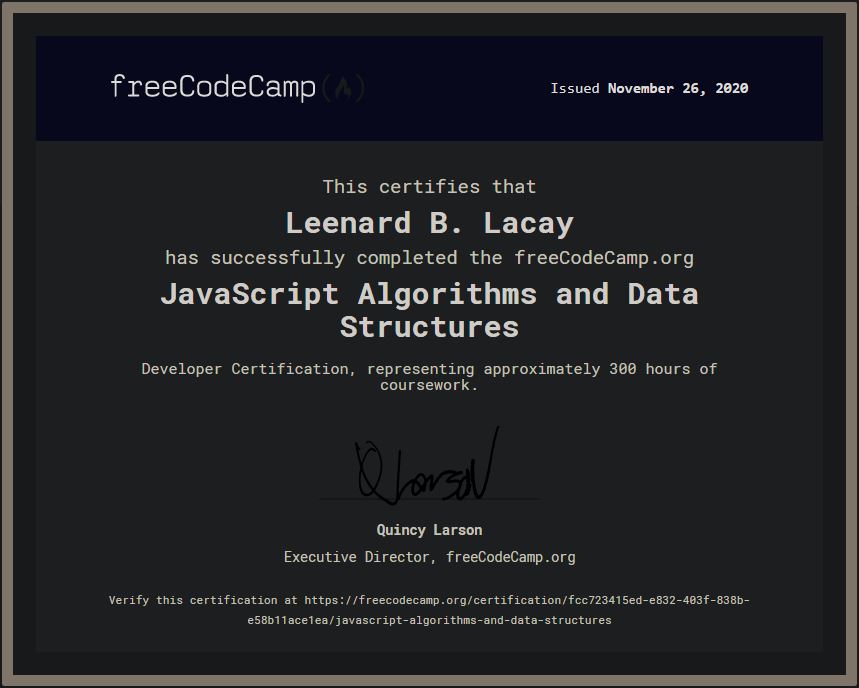 freeCodeCamp
Issued November 26, 2020
This certifies that
Leenard B. Lacay
has successfully completed the freeCodeCamp.org
JavaScript Algorithms and Data
Structures
Developer Certification, representing approximately 300 hours of
coursework.
QLarson
Quincy Larson
Executive Director, freeCodeCamp.org
Verify this certification at https://freecodecamp.org/certification/fcc723415ed-e832-403f-838b-
e58b11ace1ea/javascript-algorithms-and-data-structures